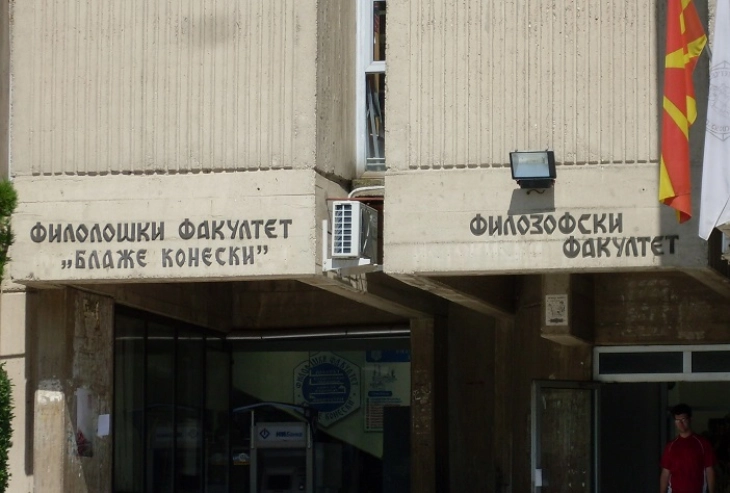 ФИЛОЛОШКИ ФАКУЛТЕТ
„БЛАЖЕ КОНЕСКИ”
ФИЛОЗОФСКИ
ФАКУЛТЕТ